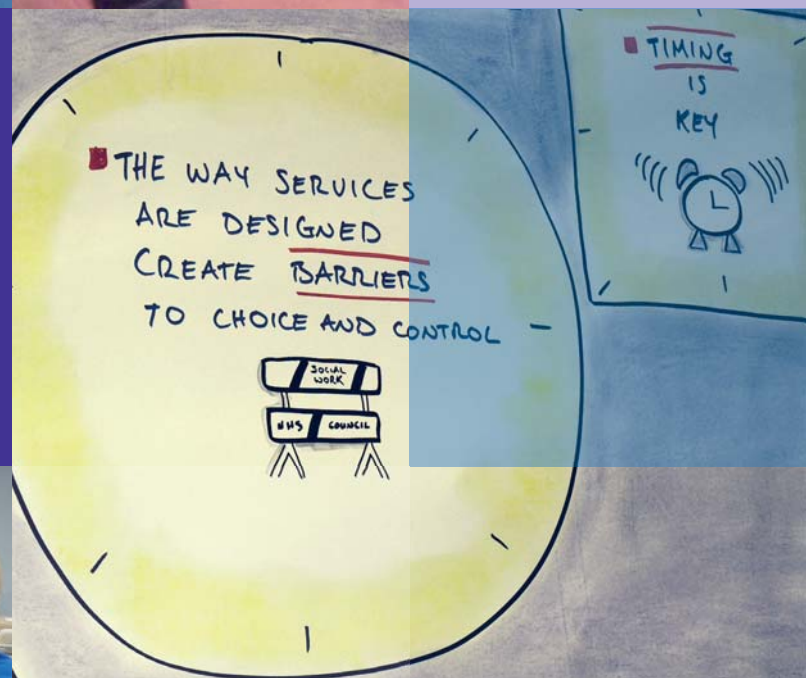 THE WAY SERVICES
ARE DESIGNED
CREATE BARRIERS
TO CHOICE AND CONTROL
SOCIAL
WORK
NHS COUNCIL
TIMING
IS
KEY